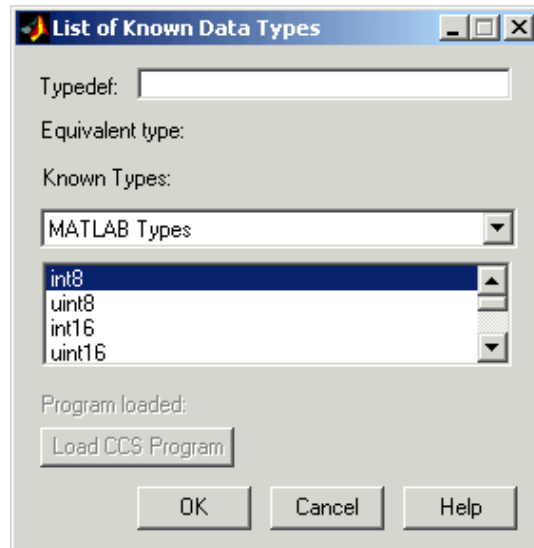 List of Known Data Types
Typedef:
Equivalent type:
Known Types:
MATLAB Types
int8
uint8
int16
uint16
Program loaded:
Load CCS Program
OK Cancel Help